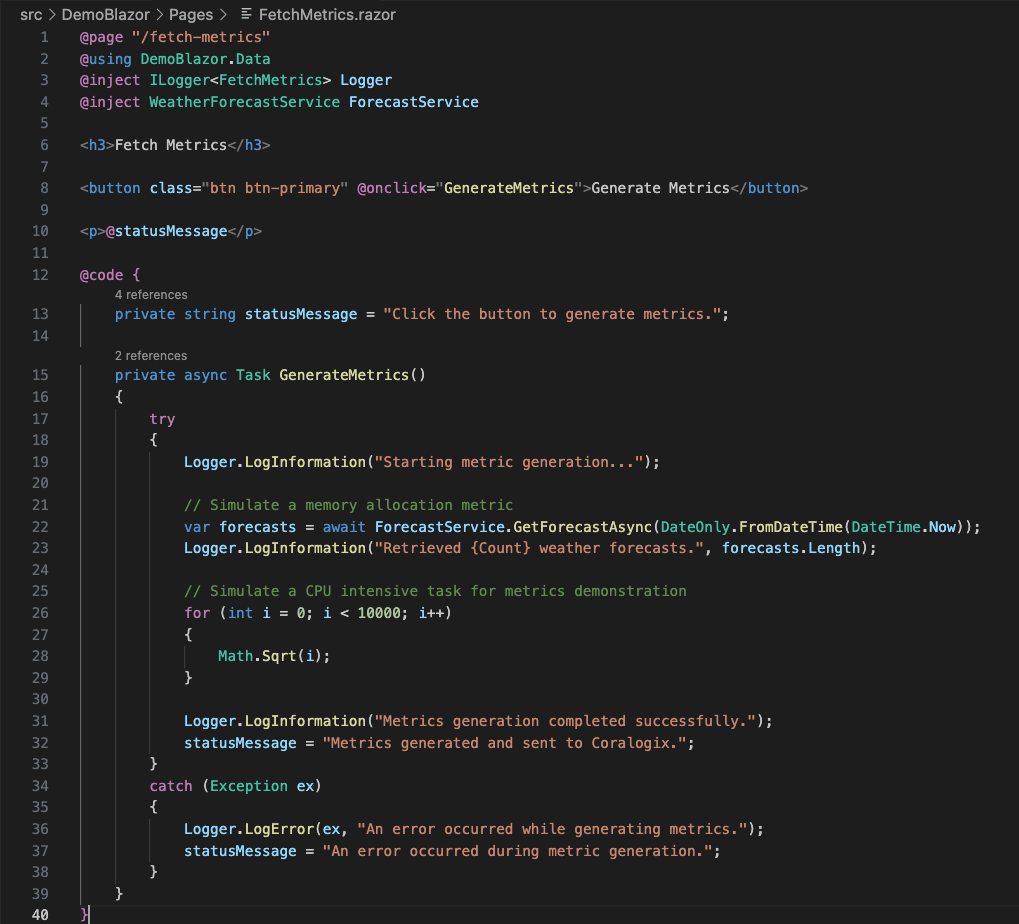 src > DemoBlazor > Pages > FetchMetrics.razor
1 @page "/fetch-metrics"
2 @using DemoBlazor.Data
3 @inject ILogger<FetchMetrics> Logger
4 @inject WeatherForecastService ForecastService
5
6 <h3>Fetch Metrics</h3>
7
8 <button class="btn btn-primary" @onclick="GenerateMetrics">Generate Metrics</button>
9
10 <p>@statusMessage</p>
11
12 @code {
4 references
13     private string statusMessage = "Click the button to generate metrics.";
14
2 references
15     private async Task GenerateMetrics()
16     {
17         try
18         {
19             Logger.LogInformation("Starting metric generation...");
20
21             // Simulate a memory allocation metric
22             var forecasts = await ForecastService.GetForecastAsync(DateOnly.FromDateTime(DateTime.Now));
23             Logger.LogInformation("Retrieved {Count} weather forecasts.", forecasts.Length);
24
25             // Simulate a CPU intensive task for metrics demonstration
26             for (int i = 0; i < 10000; i++)
27             {
28                 Math.Sqrt(i);
29             }
30
31             Logger.LogInformation("Metrics generation completed successfully.");
32             statusMessage = "Metrics generated and sent to Coralogix.";
33         }
34         catch (Exception ex)
35         {
36             Logger.LogError(ex, "An error occurred while generating metrics.");
37             statusMessage = "An error occurred during metric generation.";
38         }
39     }
40 }